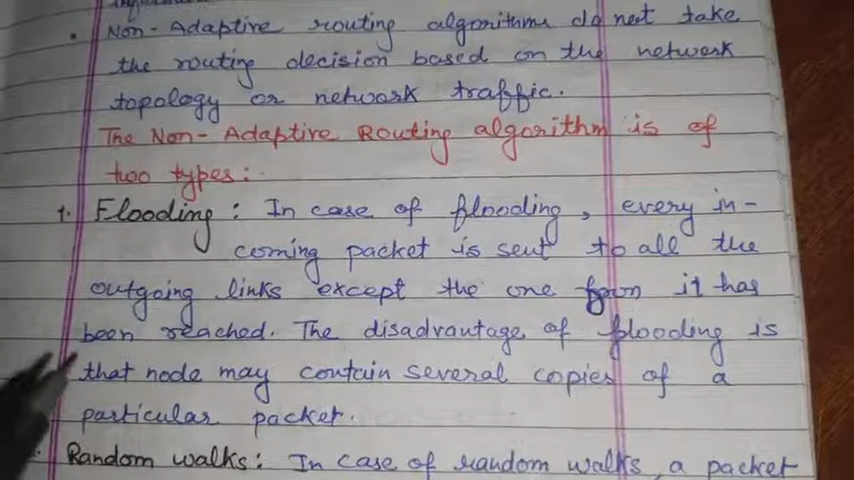 • Non-Adaptive routing algorithms do not take
the routing decision based on the network
topology or network traffic.
The Non-Adaptive Routing algorithm is of
two types:
1. Flooding: In case of flooding, every in-
coming packet is sent to all the
outgoing links except the one from it has
been reached. The disadvantage of flooding is
that node may contain several copies of a
particular packet.
Random walks: In case of random walks, a packet